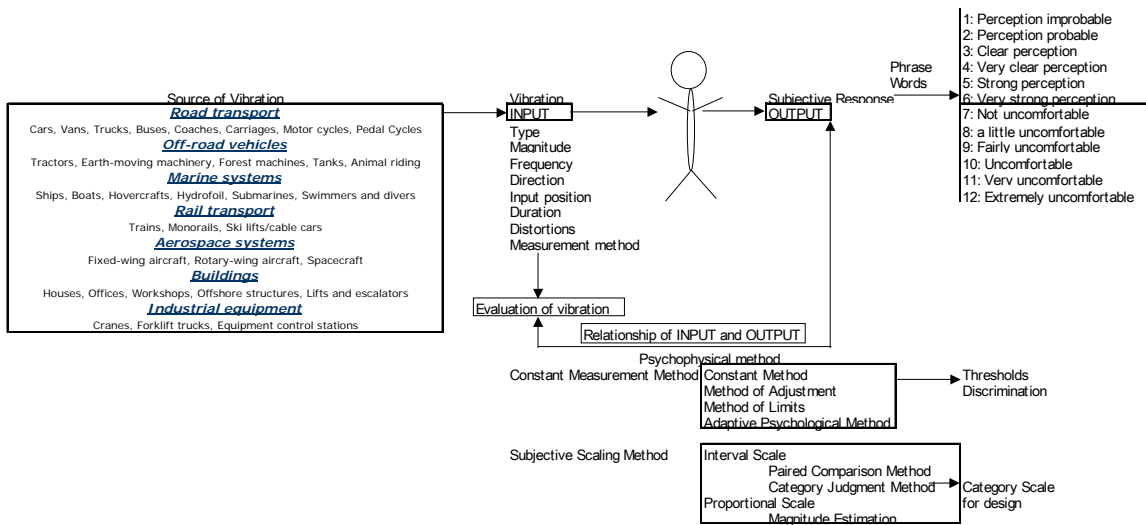 Source of Vibration
Road transport
Cars, Vans, Trucks, Buses, Coaches, Carriages, Motor cycles, Pedal Cycles
Off-road vehicles
Tractors, Earth-moving machinery, Forest machines, Tanks, Animal riding
Marine systems
Ships, Boats, Hovercrafts, Hydrofoil, Submarines, Swimmers and divers
Rail transport
Trains, Monorails, Ski lifts/cable cars
Aerospace systems
Fixed-wing aircraft, Rotary-wing aircraft, Spacecraft
Buildings
Houses, Offices, Workshops, Offshore structures, Lifts and escalators
Industrial equipment
Cranes, Forklift trucks, Equipment control stations
Vibration
INPUT
Type
Magnitude
Frequency
Direction
Input position
Duration
Distortions
Measurement method
Evaluation of vibration
Subjective Response
OUTPUT
Phrase
Words
1: Perception improbable
2: Perception probable
3: Clear perception
4: Very clear perception
5: Strong perception
6: Very strong perception
7: Not uncomfortable
8: a little uncomfortable
9: Fairly uncomfortable
10: Uncomfortable
11: Very uncomfortable
12: Extremely uncomfortable
Relationship of INPUT and OUTPUT
Psychophysical method
Constant Measurement Method
Constant Method
Method of Adjustment
Method of Limits
Adaptive Psychological Method
Thresholds
Discrimination
Subjective Scaling Method
Interval Scale
Paired Comparison Method
Category Judgment Method
Proportional Scale
Magnitude Estimation
Category Scale
for design